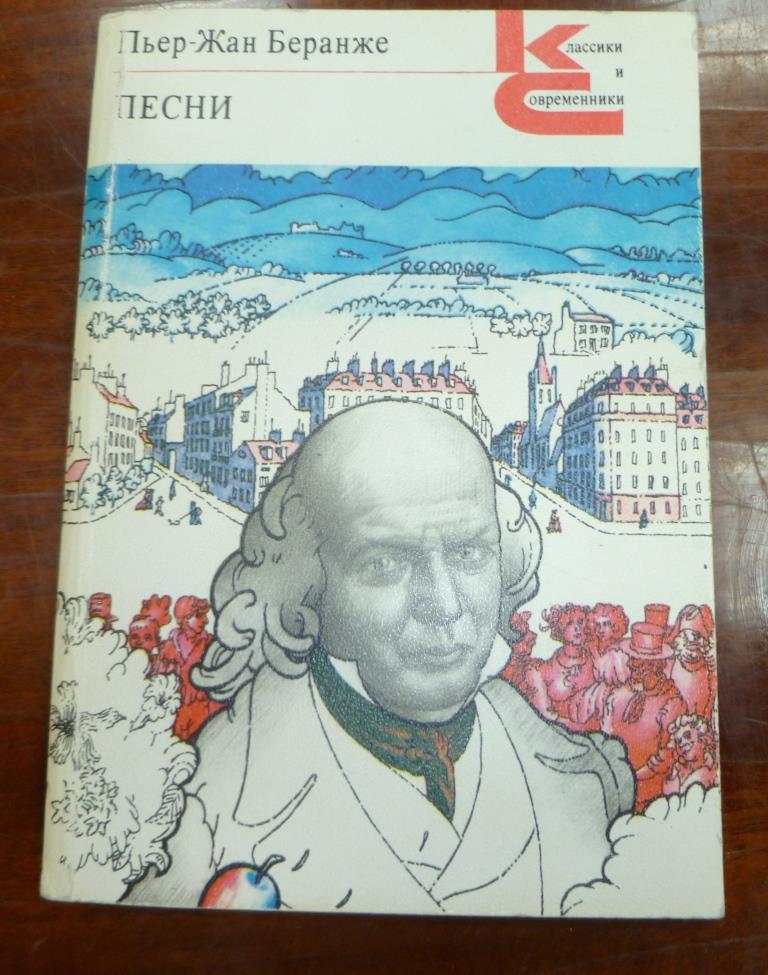 Пьер-Жан Беранже
ПЕСНИ
Классики
и
Современники